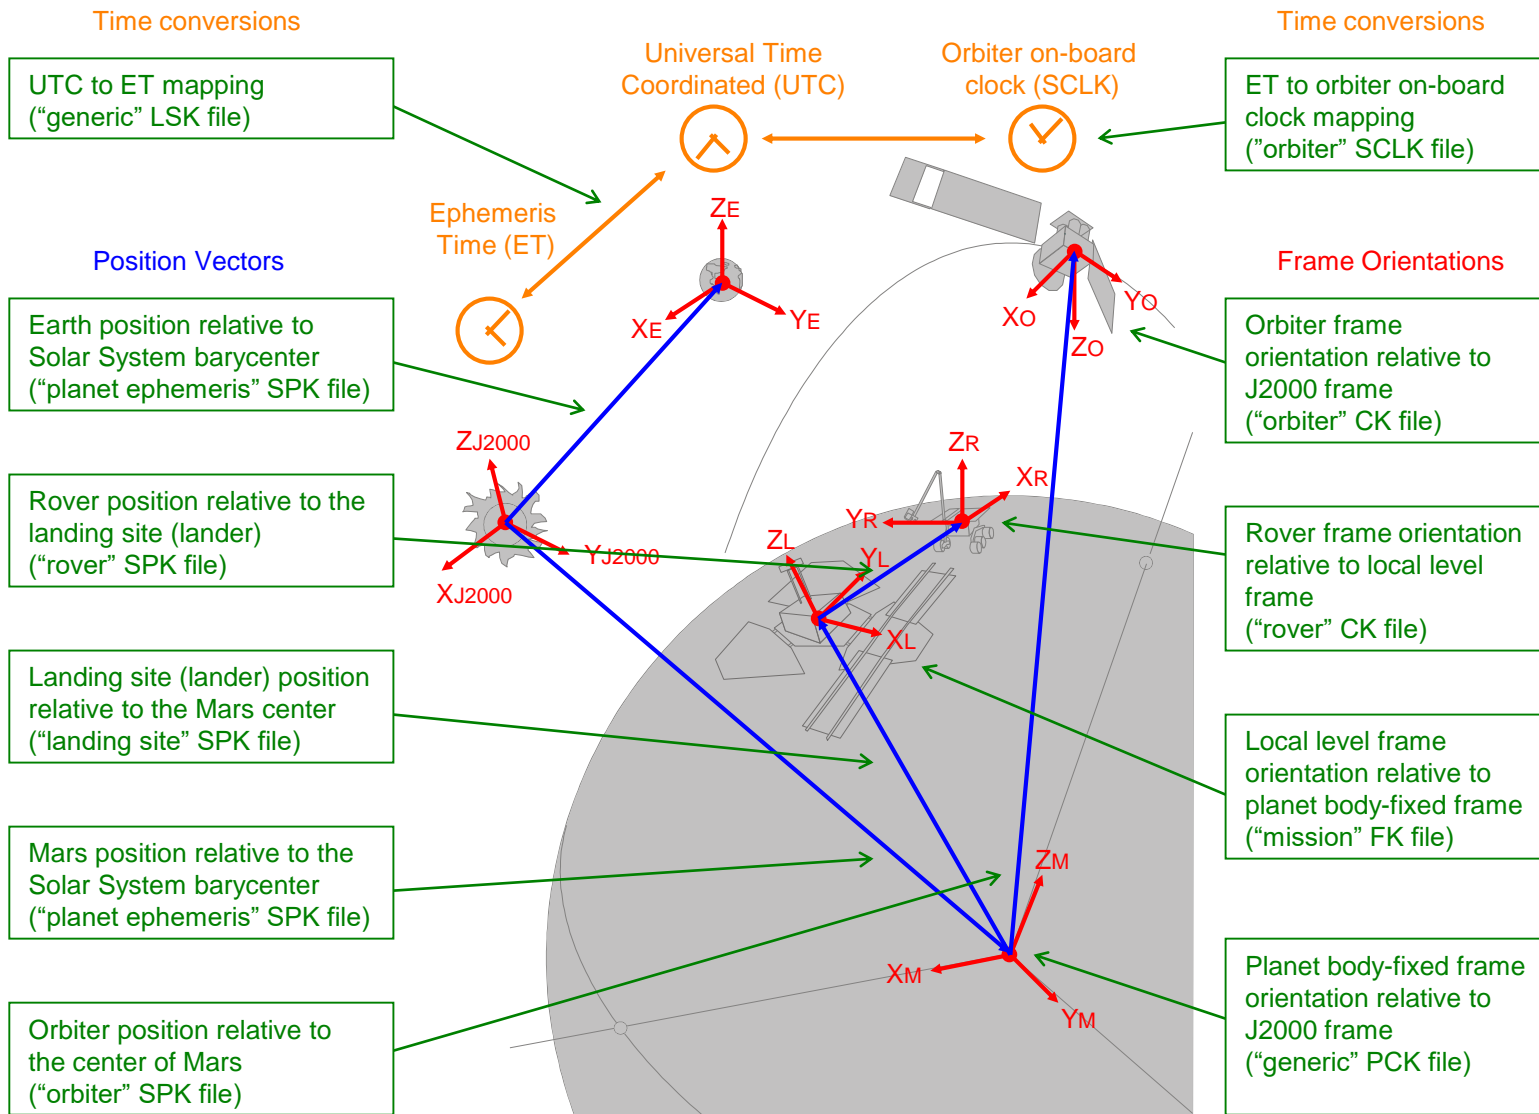 Time conversions
UTC to ET mapping
(“generic” LSK file)
Universal Time
Coordinated (UTC)
Orbiter on-board
clock (SCLK)
Time conversions
ET to orbiter on-board
clock mapping
(”orbiter” SCLK file)
Ephemeris
Time (ET)
Position Vectors
Earth position relative to
Solar System barycenter
(“planet ephemeris” SPK file)
Rover position relative to the
landing site (lander)
(“rover” SPK file)
Landing site (lander) position
relative to the Mars center
(“landing site” SPK file)
Mars position relative to the
Solar System barycenter
(“planet ephemeris” SPK file)
Orbiter position relative to
the center of Mars
(“orbiter” SPK file)
ZE
XE
YE
ZJ2000
YJ2000
XJ2000
XO
YO
ZO
ZR
XR
YR
ZL
YL
XL
ZM
XM
YM
Frame Orientations
Orbiter frame
orientation relative to
J2000 frame
(“orbiter” CK file)
Rover frame orientation
relative to local level
frame
(“rover” CK file)
Local level frame
orientation relative to
planet body-fixed frame
(“mission” FK file)
Planet body-fixed frame
orientation relative to
J2000 frame
(“generic” PCK file)